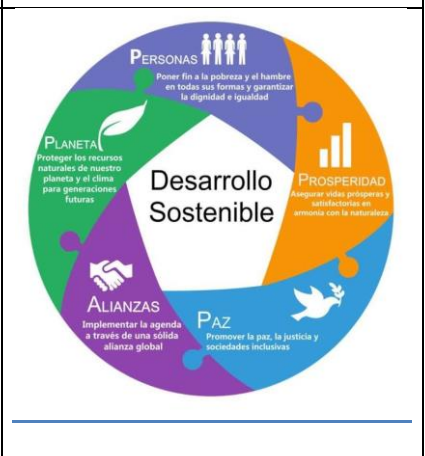 PERSONAS
Poner fin a la pobreza y el hambre
en todas sus formas y garantizar
la dignidad e igualdad
PROSPERIDAD
Asegurar vidas prósperas y
satisfactorias en
armonía con la naturaleza
PAZ
Promover la paz, la justicia y
sociedades inclusivas
ALIANZAS
Implementar la agenda
a través de una sólida
alianza global
PLANETA
Proteger los recursos
naturales de nuestro
planeta y el clima
para generaciones
futuras
Desarrollo
Sostenible